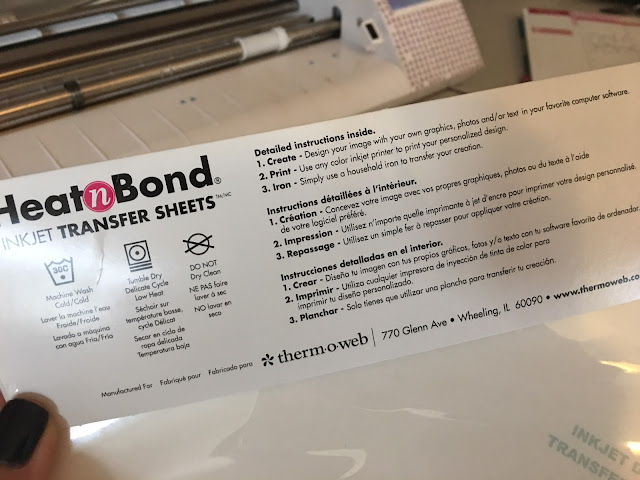 Heat n Bond®
INKJET TRANSFER SHEETS™/MC
30C
Machine Wash
Cold/Cold
Laver la machine l'eau
Froide/Froide
Lavado a máquina
con agua Fría/Fría
Tumble Dry
Delicate Cycle
Low Heat
Séchoir sur
température basse,
cycle Délicat
Secar en ciclo de
ropa delicada
Temperatura baja
DO NOT
Dry Clean
NE PAS faire
laver à sec
NO lavar en
seco
Manufactured For Fabriqué pour Fabricado para
Detailed instructions inside.
1. Create - Design your image with your own graphics, photos and/or text in your favorite computer software.
2. Print - Use any color inkjet printer to print your personalized design.
3. Iron - Simply use a household iron to transfer your creation.
Instructions détaillées à l'intérieur.
1. Création - Concevez votre image avec vos propres graphiques, photos ou du texte à l'aide
de votre logiciel préféré.
2. Impression - Utilisez n'importe quelle imprimante à jet d'encre pour imprimer votre design personnalisé.
3. Repassage - Utilisez un simple fer à repasser pour appliquer votre création.
Instrucciones detalladas en el interior.
1. Crear - Diseña tu imagen con tus propios gráficas, fotos y/o texto con tu software favorito de ordenador.
2. Imprimir - Utiliza cualquier impresora de inyección de tinta de color para
imprimir tu diseño personalizado.
3. Planchar - Solo tienes que utilizar una plancha para transferir tu creación.
therm·o·web | 770 Glenn Ave • Wheeling, IL 60090 • www.thermoweb.co
INKJET
TRANSFER